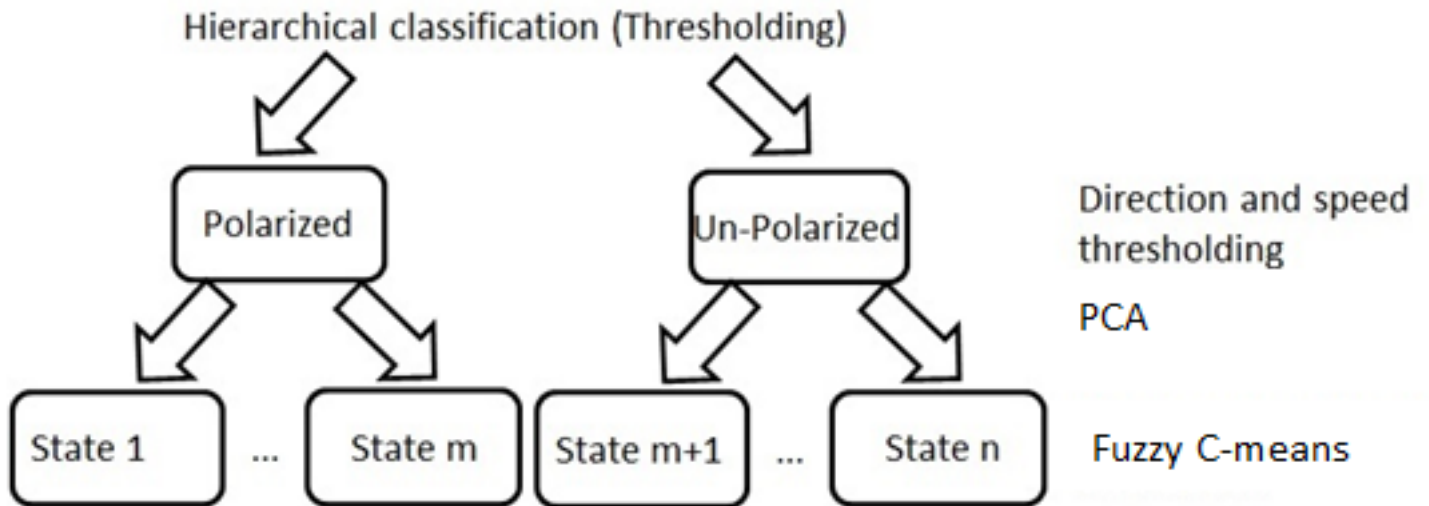 Hierarchical classification (Thresholding)
Polarized
Un-Polarized
Direction and speed
thresholding
PCA
State 1
...
State m
State m+1
...
State n
Fuzzy C-means